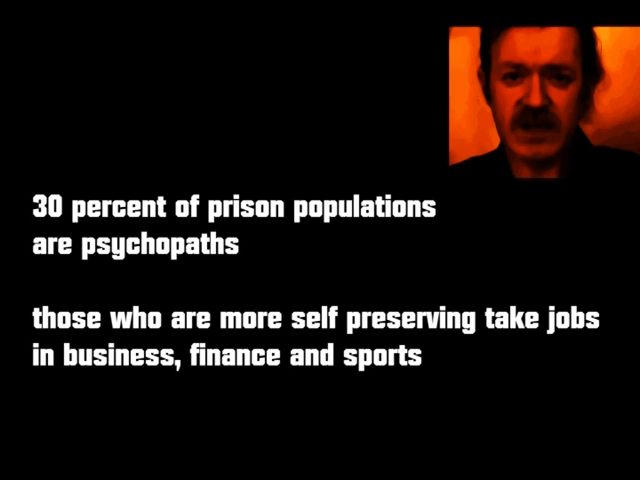 30 percent of prison populations
are psychopaths
those who are more self preserving take jobs
in business, finance and sports